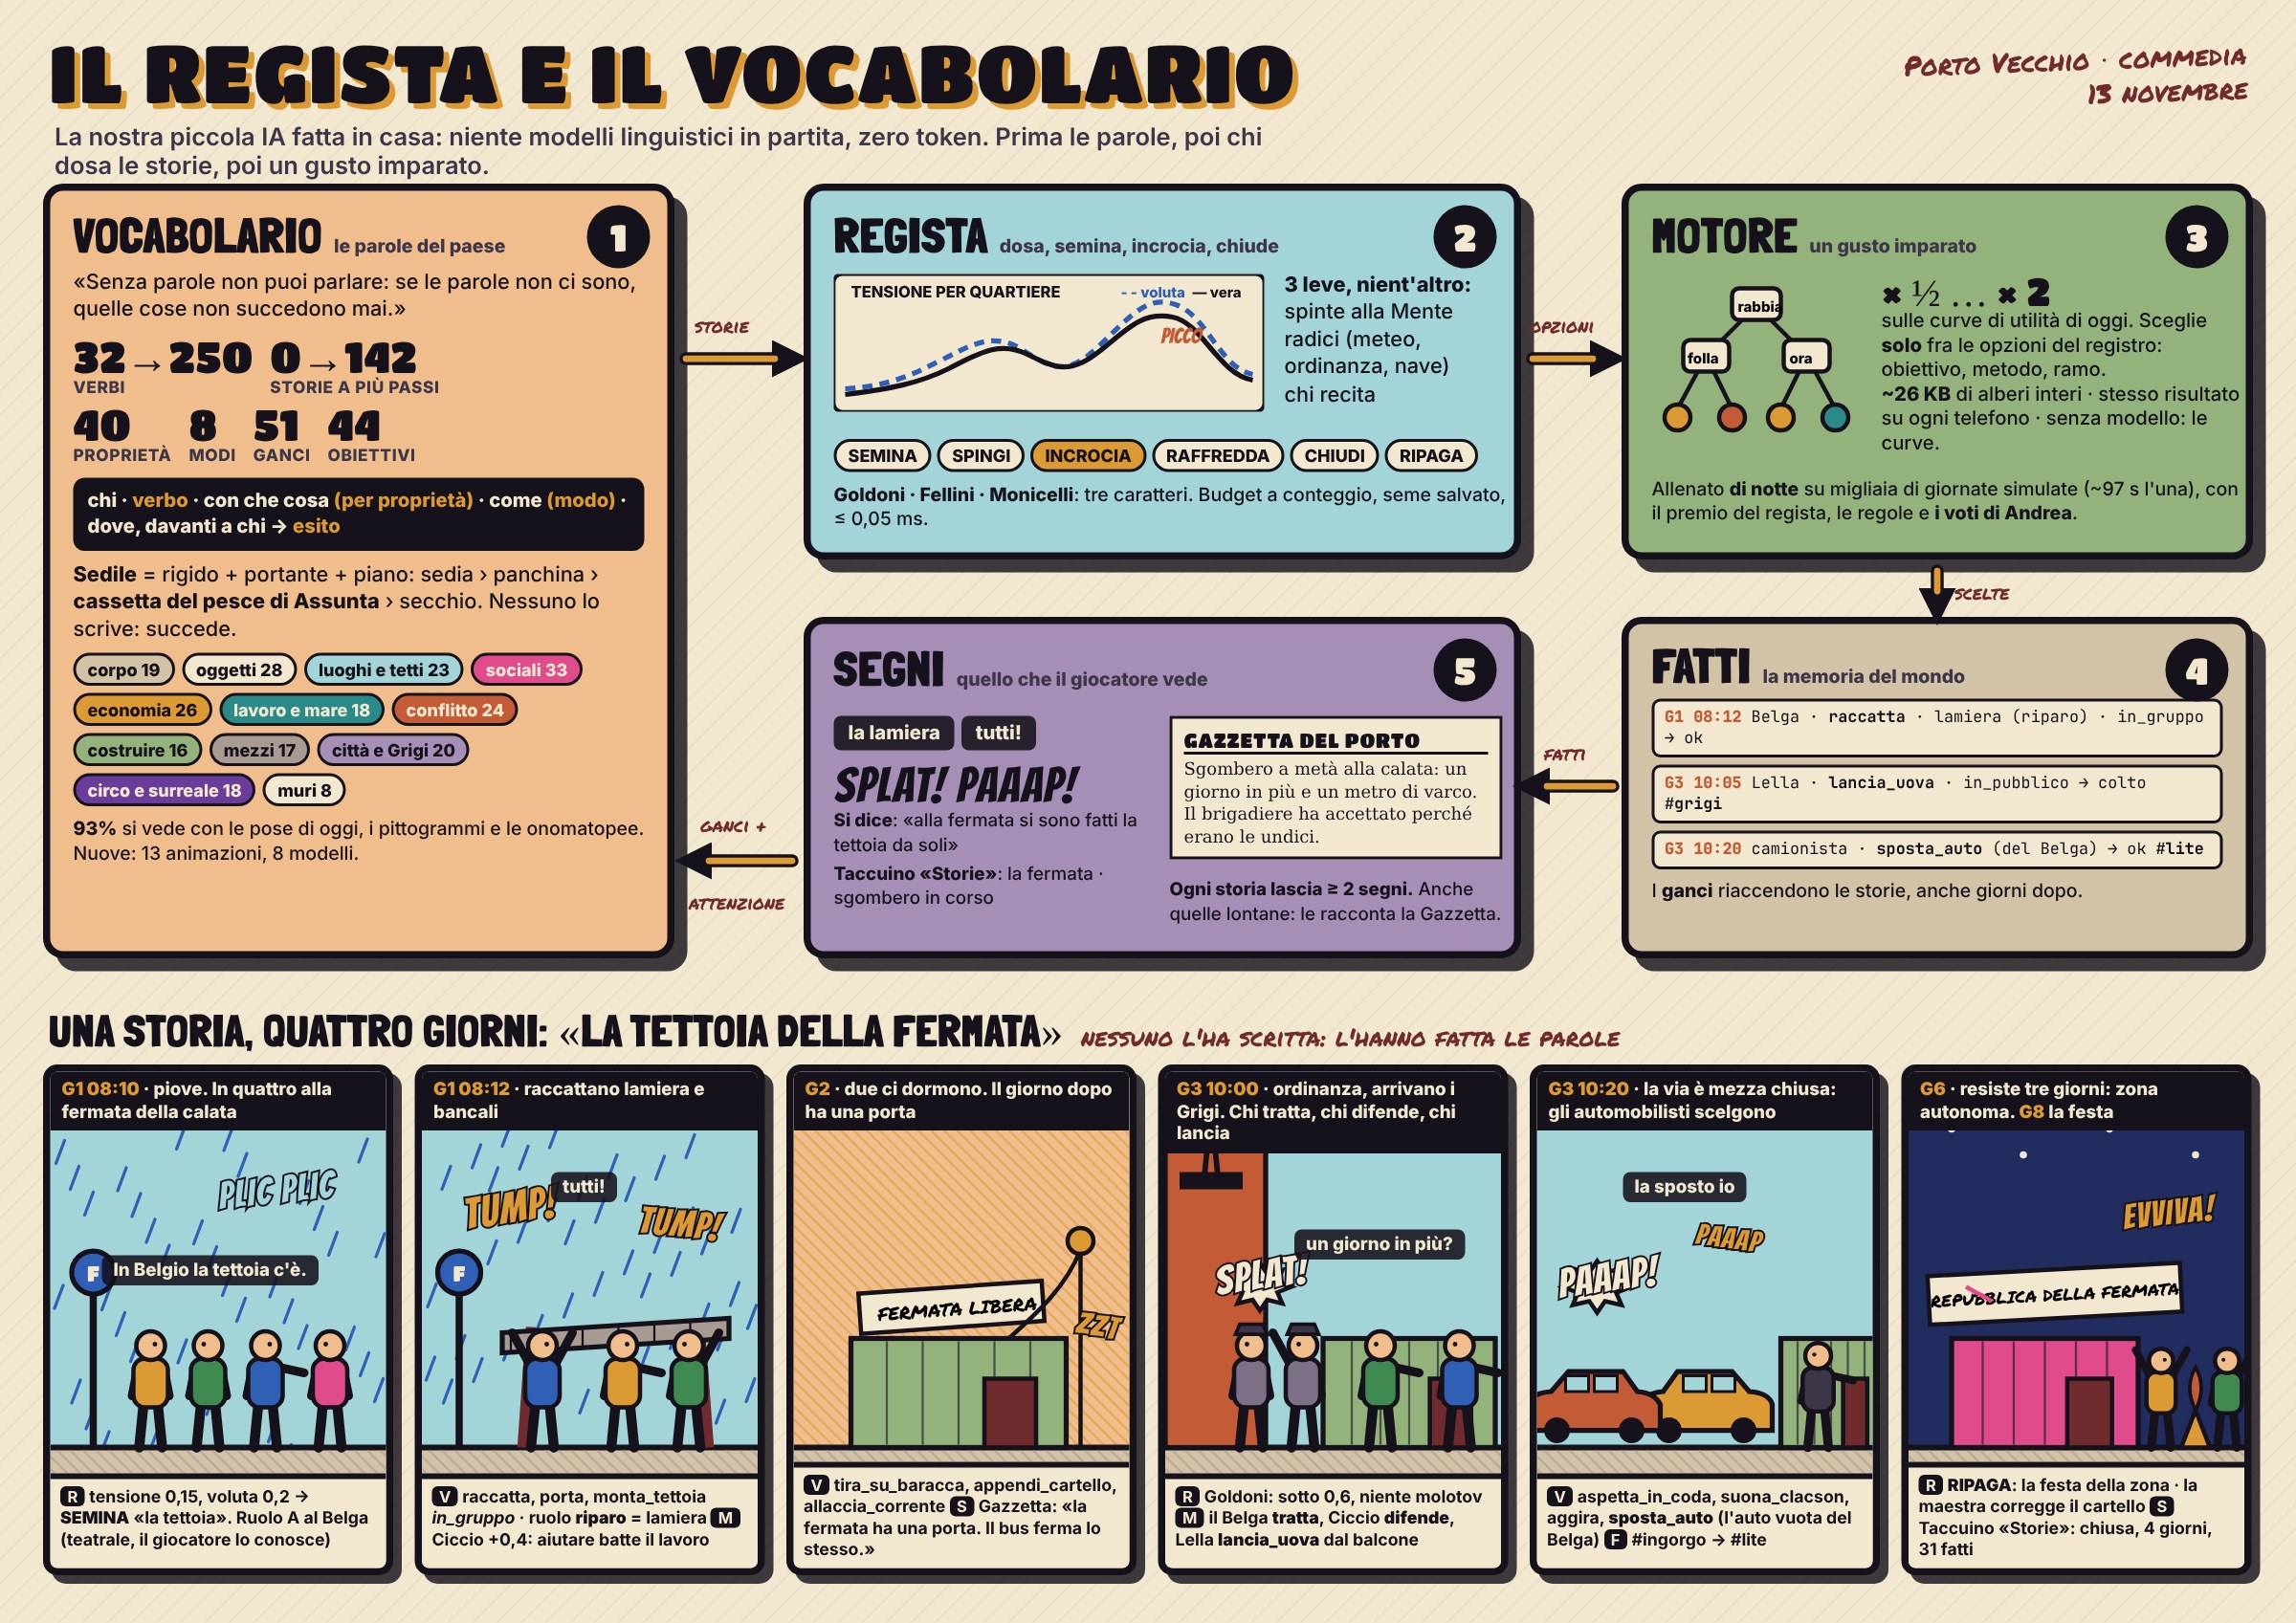 IL REGISTA E IL VOCABOLARIO
PORTO VECCHIO · COMMEDIA
13 NOVEMBRE
La nostra piccola IA fatta in casa: niente modelli linguistici in partita, zero token. Prima le parole, poi chi
dosa le storie, poi un gusto imparato.
VOCABOLARIO le parole del paese
1
«Senza parole non puoi parlare: se le parole non ci sono,
quelle cose non succedono mai.»
32→250 0→142
VERBI STORIE A PIÙ PASSI
40 8 51 44
PROPRIETÀ MODI GANCI OBIETTIVI
chi · verbo · con che cosa (per proprietà) · come (modo) ·
dove, davanti a chi → esito
Sedile = rigido + portante + piano: sedia › panchina ›
cassetta del pesce di Assunta › secchio. Nessuno lo
scrive: succede.
corpo 19 oggetti 28 luoghi e tetti 23 sociali 33
economia 26 lavoro e mare 18 conflitto 24
costruire 16 mezzi 17 città e Grigi 20
circo e surreale 18 muri 8
93% si vede con le pose di oggi, i pittogrammi e le onomatopee.
Nuove: 13 animazioni, 8 modelli.
STORIE
REGISTA dosa, semina, incrocia, chiude
2
TENSIONE PER QUARTIERE
- - voluta — vera
PICCO
3 leve, nient'altro:
spinte alla Mente
radici (meteo,
ordinanza, nave)
chi recita
SEMINA SPINGI INCROCIA RAFFREDDA CHIUDI RIPAGA
Goldoni · Fellini · Monicelli: tre caratteri. Budget a conteggio, seme salvato,
≤ 0,05 ms.
OPZIONI
MOTORE un gusto imparato
3
rabbia
folla
ora
× ½ … × 2
sulle curve di utilità di oggi. Sceglie
solo fra le opzioni del registro:
obiettivo, metodo, ramo.
~26 KB di alberi interi · stesso risultato
su ogni telefono · senza modello: le
curve.
Allenato di notte su migliaia di giornate simulate (~97 s l'una), con
il premio del regista, le regole e i voti di Andrea.
SCELTE
FATTI la memoria del mondo
4
G1 08:12 Belga · raccatta · lamiera (riparo) · in_gruppo
→ ok
G3 10:05 Lella · lancia_uova · in_pubblico → colto
#grigi
G3 10:20 camionista · sposta_auto (del Belga) → ok #lite
I ganci riaccendono le storie, anche giorni dopo.
FATTI
SEGNI quello che il giocatore vede
5
la lamiera tutti!
SPLAT! PAAAP!
Si dice: «alla fermata si sono fatti la
tettoia da soli»
Taccuino «Storie»: la fermata ·
sgombero in corso
GAZZETTA DEL PORTO
Sgombero a metà alla calata: un
giorno in più e un metro di varco.
Il brigadiere ha accettato perché
erano le undici.
Ogni storia lascia ≥ 2 segni. Anche
quelle lontane: le racconta la Gazzetta.
GANCI +
ATTENZIONE
UNA STORIA, QUATTRO GIORNI: «LA TETTOIA DELLA FERMATA» NESSUNO L'HA SCRITTA: L'HANNO FATTA LE PAROLE
G1 08:10 · piove. In quattro alla
fermata della calata
PLIC PLIC
F
In Belgio la tettoia c'è.
R tensione 0,15, voluta 0,2 →
SEMINA «la tettoia». Ruolo A al Belga
(teatrale, il giocatore lo conosce)
G1 08:12 · raccattano lamiera e
bancali
TUMP!
tutti!
TUMP!
F
V raccatta, porta, monta_tettoia
in_gruppo · ruolo riparo = lamiera M
Ciccio +0,4: aiutare batte il lavoro
G2 · due ci dormono. Il giorno dopo
ha una porta
FERMATA LIBERA
ZZT
V tira_su_baracca, appendi_cartello,
allaccia_corrente S Gazzetta: «la
fermata ha una porta. Il bus ferma lo
stesso.»
G3 10:00 · ordinanza, arrivano i
Grigi. Chi tratta, chi difende, chi
lancia
un giorno in più?
SPLAT!
R Goldoni: sotto 0,6, niente molotov
M il Belga tratta, Ciccio difende,
Lella lancia_uova dal balcone
G3 10:20 · la via è mezza chiusa:
gli automobilisti scelgono
la sposto io
PAAAP
PAAAP!
V aspetta_in_coda, suona_clacson,
aggira, sposta_auto (l'auto vuota del
Belga) F #ingorgo → #lite
G6 · resiste tre giorni: zona
autonoma. G8 la festa
EVVIVA!
REPUBBLICA DELLA FERMATA
R RIPAGA: la festa della zona · la
maestra corregge il cartello S
Taccuino «Storie»: chiusa, 4 giorni,
31 fatti